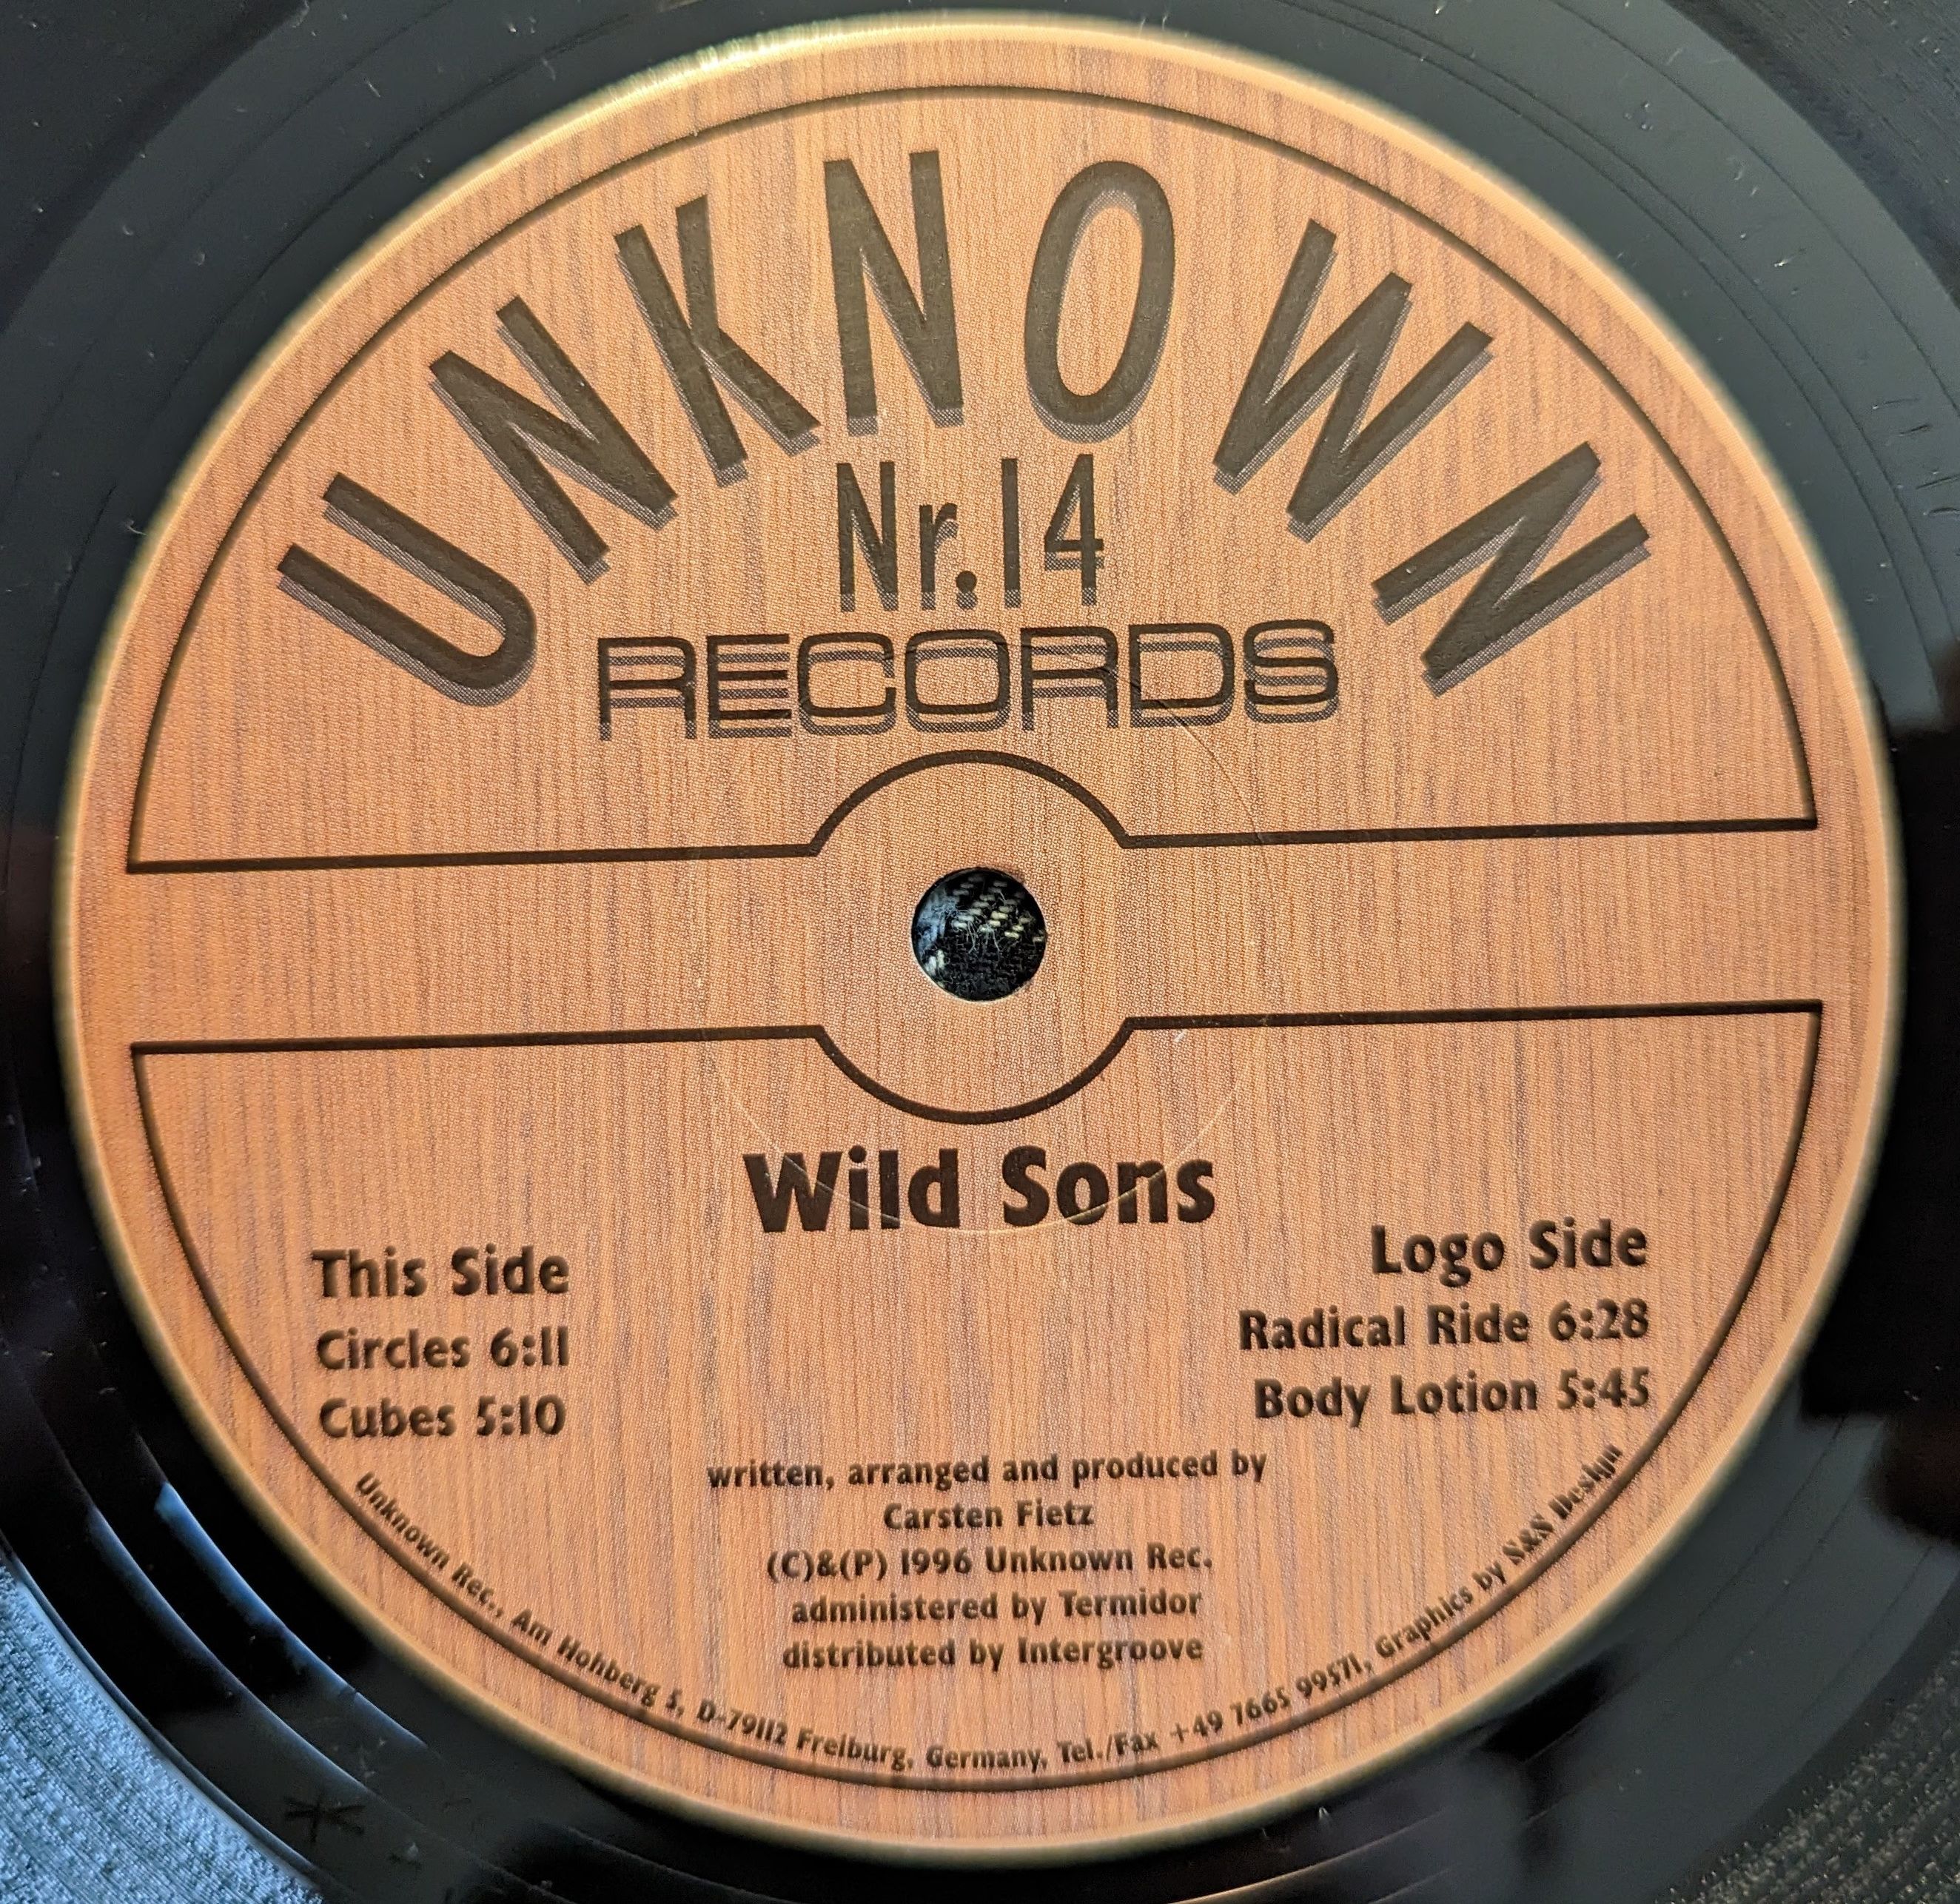 UNKNOWN
Nr.14
RECORDS
Wild Sons
This Side
Circles 6:11
Cubes 5:10
Logo Side
Radical Ride 6:28
Body Lotion 5:45
written, arranged and produced by
Carsten Fietz
(C)&(P) 1996 Unknown Rec.
administered by Termidor
distributed by Intergroove
Unknown Rec., Am Hohberg 5, D-79112 Freiburg, Germany, Tel./Fax +49 7665 99571, Graphics by S&S Design